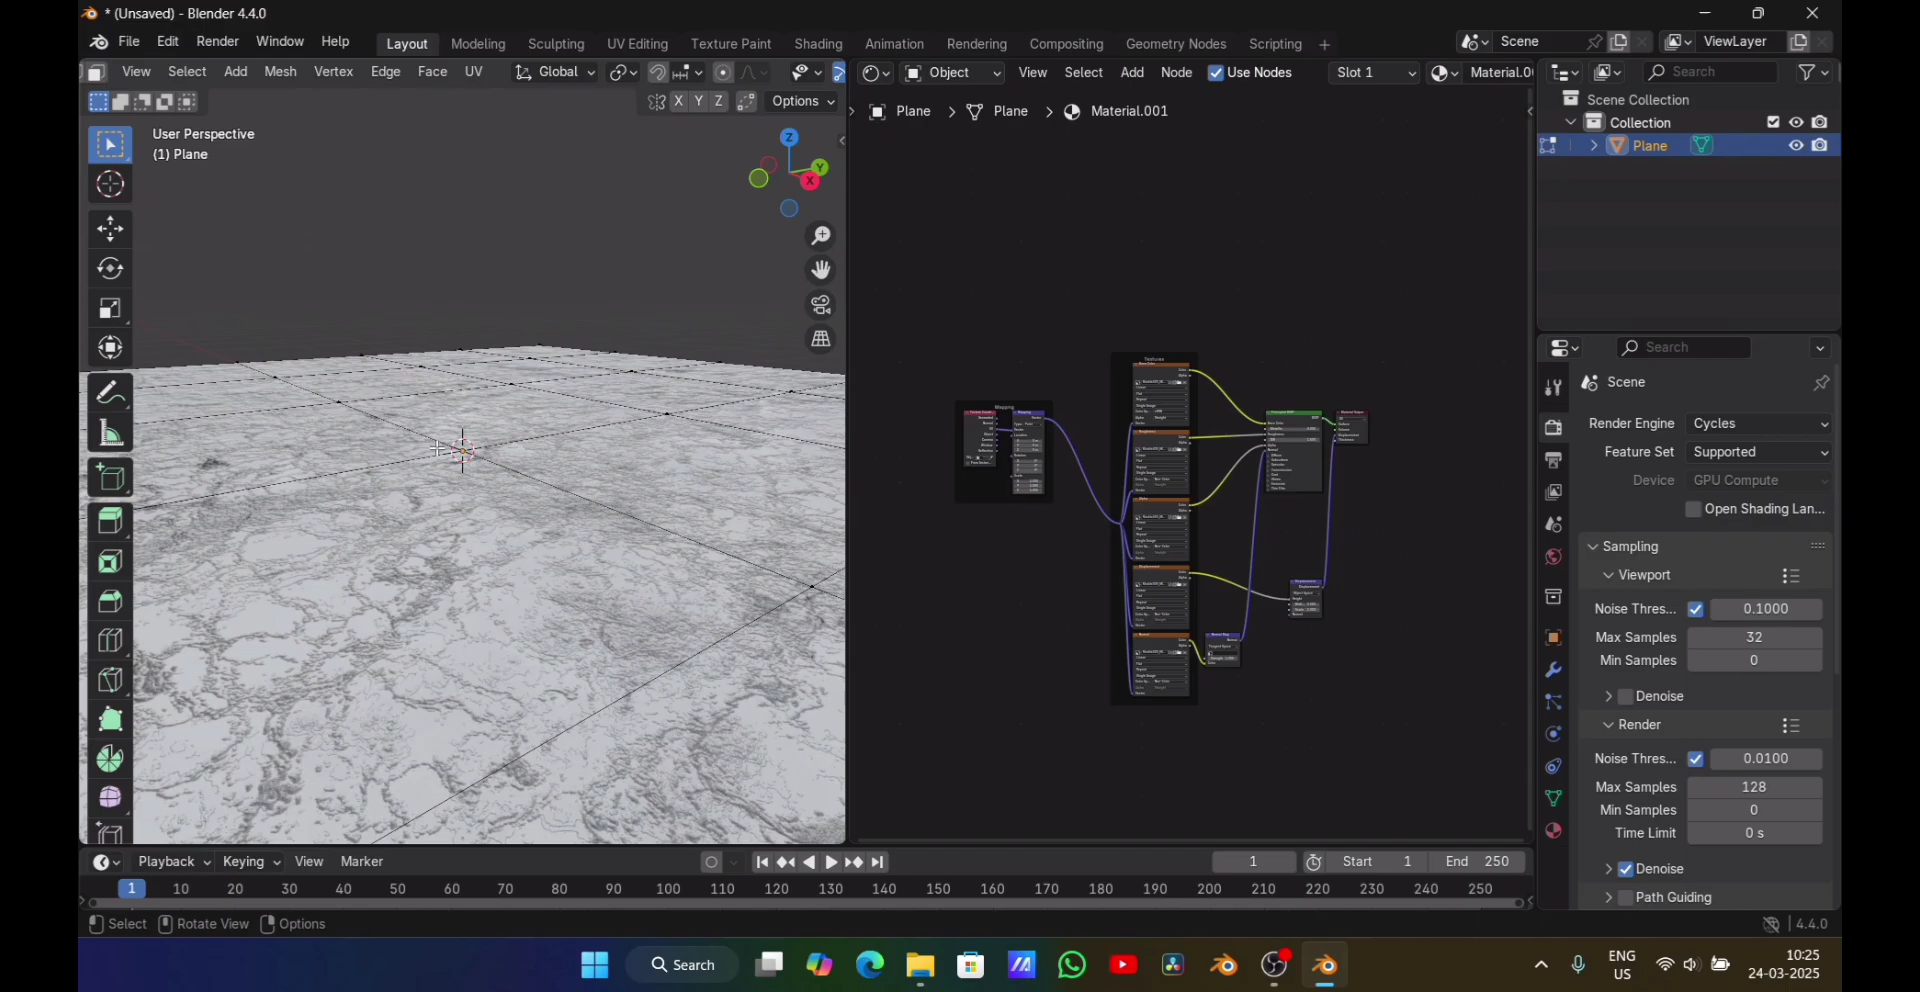 * (Unsaved) - Blender 4.4.0
File Edit Render Window Help Layout Modeling Sculpting UV Editing Texture Paint Shading Animation Rendering Compositing Geometry Nodes Scripting + Scene ViewLayer
View Select Add Mesh Vertex Edge Face UV Global Object View Select Add Node Use Nodes Slot 1 Material.0 Search
X Y Z Options
Plane > Plane > Material.001
User Perspective
(1) Plane
Z
Y
X
Scene Collection
Collection
Plane
Search
Scene
Render Engine Cycles
Feature Set Supported
Device GPU Compute
Open Shading Lan...
Sampling
Viewport
Noise Thres... 0.1000
Max Samples 32
Min Samples 0
Denoise
Render
Noise Thres... 0.0100
Max Samples 128
Min Samples 0
Time Limit 0 s
Denoise
Path Guiding
Textures
Mapping
Playback Keying View Marker 1 Start 1 End 250
1 10 20 30 40 50 60 70 80 90 100 110 120 130 140 150 160 170 180 190 200 210 220 230 240 250
Select Rotate View Options 4.4.0
Search
ENG
US
10:25
24-03-2025